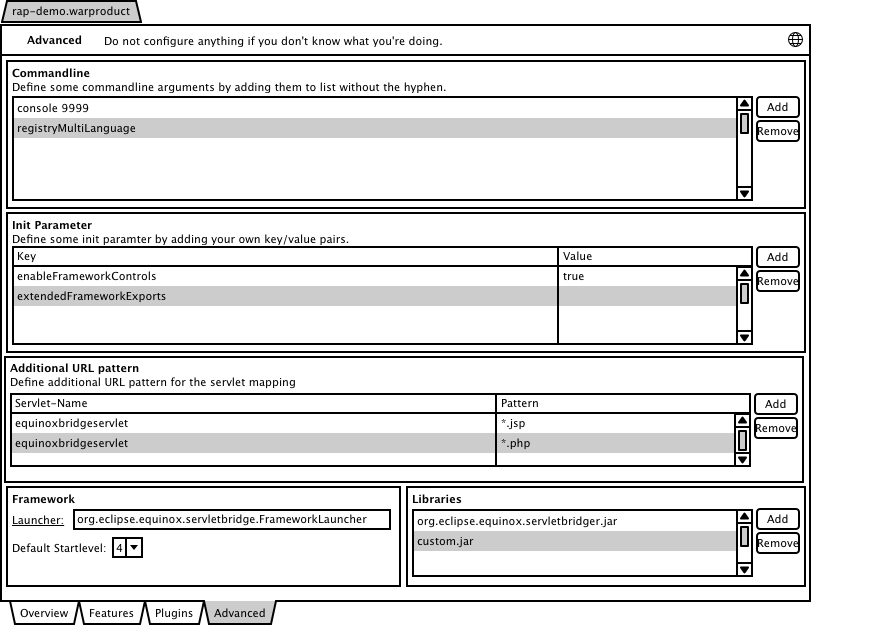 rap-demo.warproduct
Advanced Do not configure anything if you don't know what you're doing.
Commandline
Define some commandline arguments by adding them to list without the hyphen.
console 9999
Add
registryMultiLanguage
Remove
Init Parameter
Define some init paramter by adding your own key/value pairs.
Key Value
Add
enableFrameworkControls true
Remove
extendedFrameworkExports
Additional URL pattern
Define additional URL pattern for the servlet mapping
Servlet-Name Pattern
Add
equinoxbridgeservlet *.jsp
Remove
equinoxbridgeservlet *.php
Framework
Launcher: org.eclipse.equinox.servletbridge.FrameworkLauncher
Default Startlevel: 4
Libraries
org.eclipse.equinox.servletbridger.jar
Add
custom.jar
Remove
Overview Features Plugins Advanced